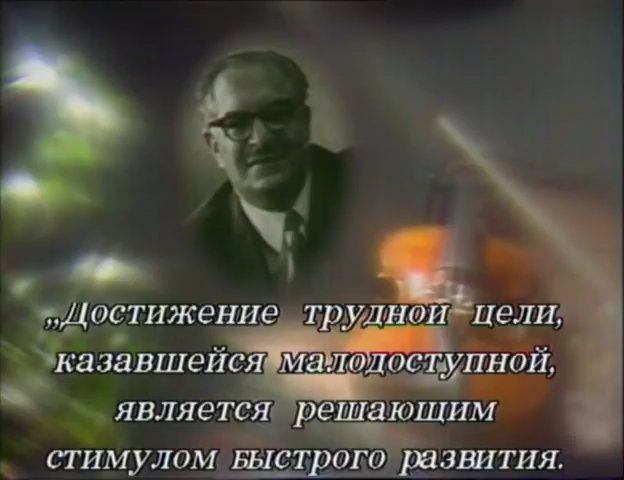 „Достижение трудной цели,
казавшейся малодоступной,
является решающим
стимулом быстрого развития.